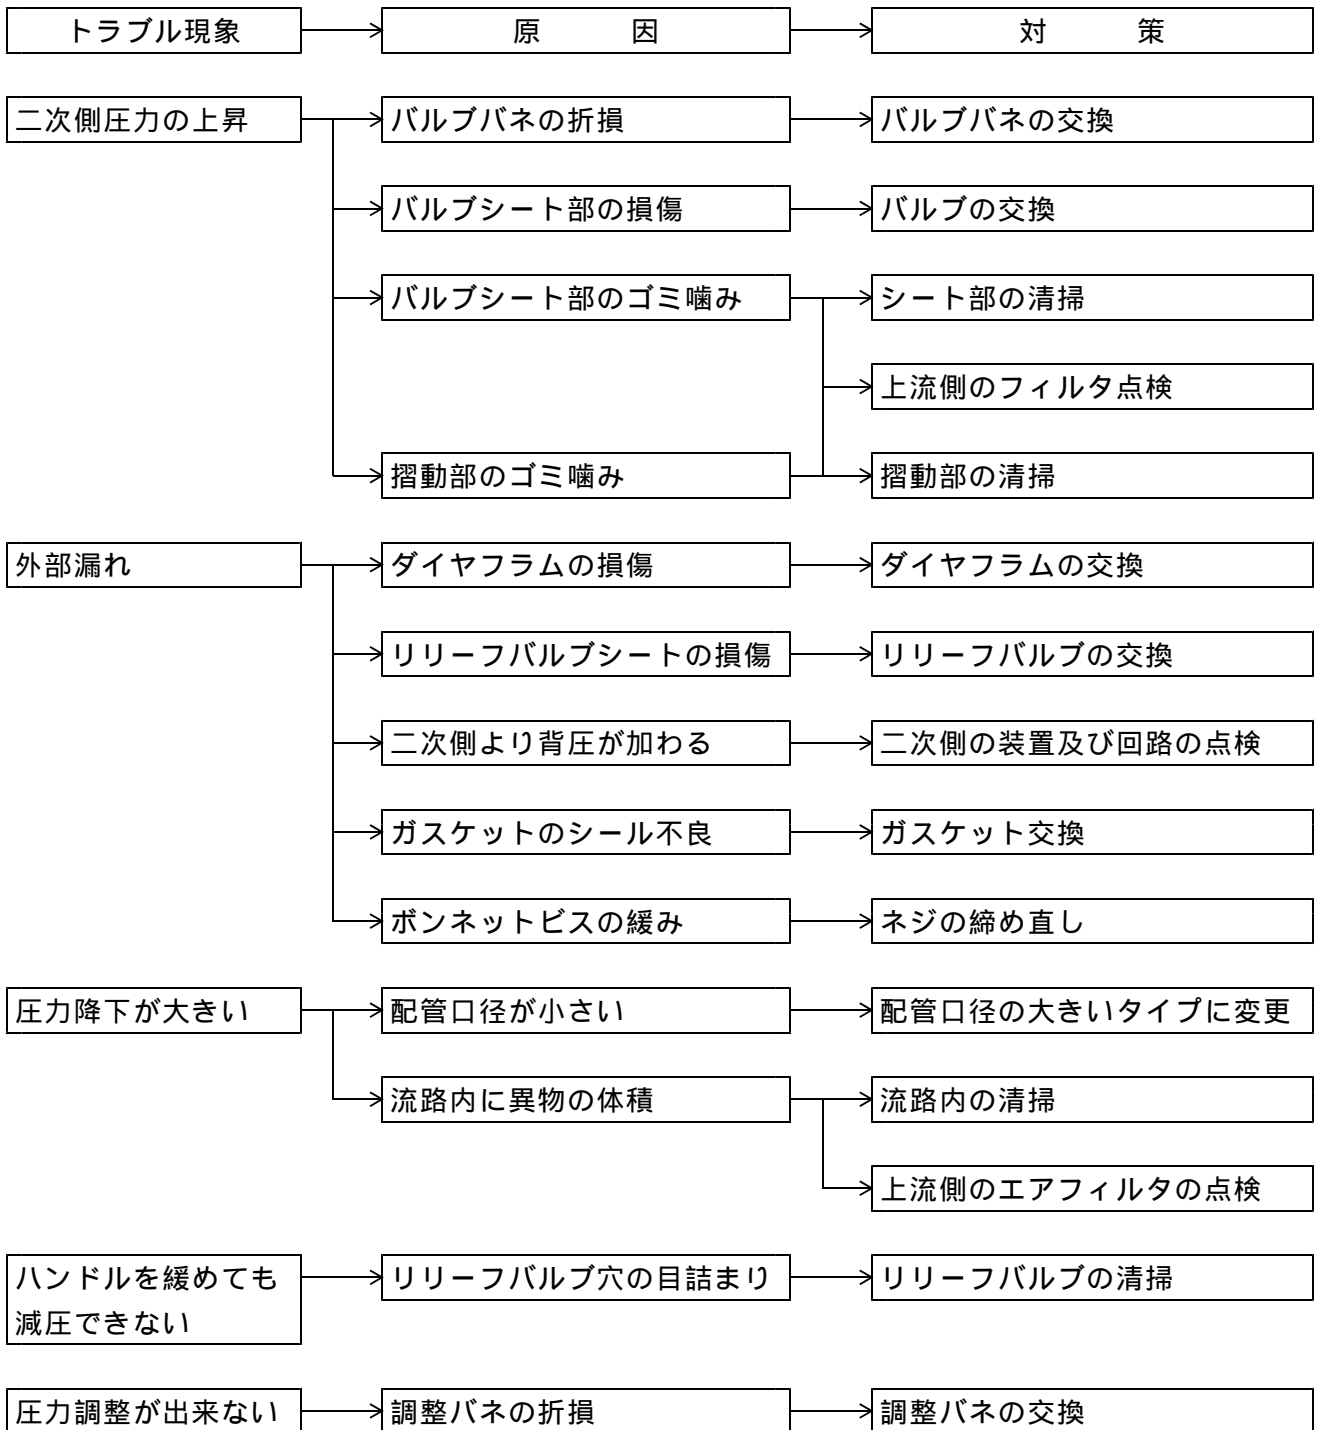 トラブル現象
原 因
対 策
二次側圧力の上昇
バルブバネの折損
バルブバネの交換
バルブシート部の損傷
バルブの交換
バルブシート部のゴミ噛み
シート部の清掃
上流側のフィルタ点検
摺動部のゴミ噛み
摺動部の清掃
外部漏れ
ダイヤフラムの損傷
ダイヤフラムの交換
リリーフバルブシートの損傷
リリーフバルブの交換
二次側より背圧が加わる
二次側の装置及び回路の点検
ガスケットのシール不良
ガスケット交換
ボンネットビスの緩み
ネジの締め直し
圧力降下が大きい
配管口径が小さい
配管口径の大きいタイプに変更
流路内に異物の体積
流路内の清掃
上流側のエアフィルタの点検
ハンドルを緩めても
減圧できない
リリーフバルブ穴の目詰まり
リリーフバルブの清掃
圧力調整が出来ない
調整バネの折損
調整バネの交換